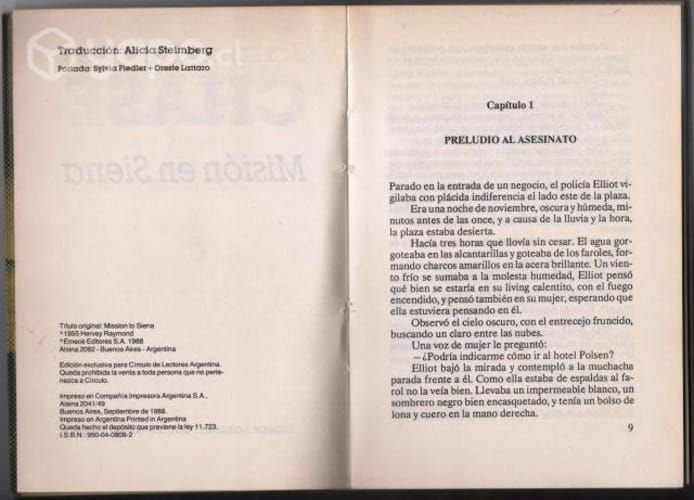 Traducción: Alicia Steimberg
Portada: Sylvia Fiedler + Oreste Lattaro
CHASE
Misión en Siena
Título original: Mission to Siena
© 1955 Hervey Raymond
© Emecé Editores S.A. 1988
Alsina 2062 - Buenos Aires - Argentina
Edición exclusiva para Círculo de Lectores Argentina.
Queda prohibida la venta a toda persona que no perte-
nezca a Círculo.
Impreso en Compañía Impresora Argentina S.A.,
Alsina 2041/49
Buenos Aires, Septiembre de 1988.
Impreso en Argentina Printed in Argentina
Queda hecho el depósito que previene la ley 11.723.
I.S.B.N : 950-04-0808-2
Capítulo 1
PRELUDIO AL ASESINATO
Parado en la entrada de un negocio, el policía Elliot vi-
gilaba con plácida indiferencia el lado este de la plaza.
Era una noche de noviembre, oscura y húmeda, mi-
nutos antes de las once, y a causa de la lluvia y la hora,
la plaza estaba desierta.
Hacía tres horas que llovía sin cesar. El agua gor-
goteaba en las alcantarillas y goteaba de los faroles, for-
mando charcos amarillos en la acera brillante. Un vien-
to frío se sumaba a la molesta humedad, Elliot pensó
qué bien se estaría en su living calentito, con el fuego
encendido, y pensó también en su mujer, esperando que
ella estuviera pensando en él.
Observó el cielo oscuro, con el entrecejo fruncido,
buscando un claro entre las nubes.
Una voz de mujer le preguntó:
—¿Podría indicarme cómo ir al hotel Polsen?
Elliot bajó la mirada y contempló a la muchacha
parada frente a él. Como ella estaba de espaldas al fa-
rol no la veía bien. Llevaba un impermeable blanco, un
sombrero negro bien encasquetado, y tenía un bolso de
lona y cuero en la mano derecha.
9